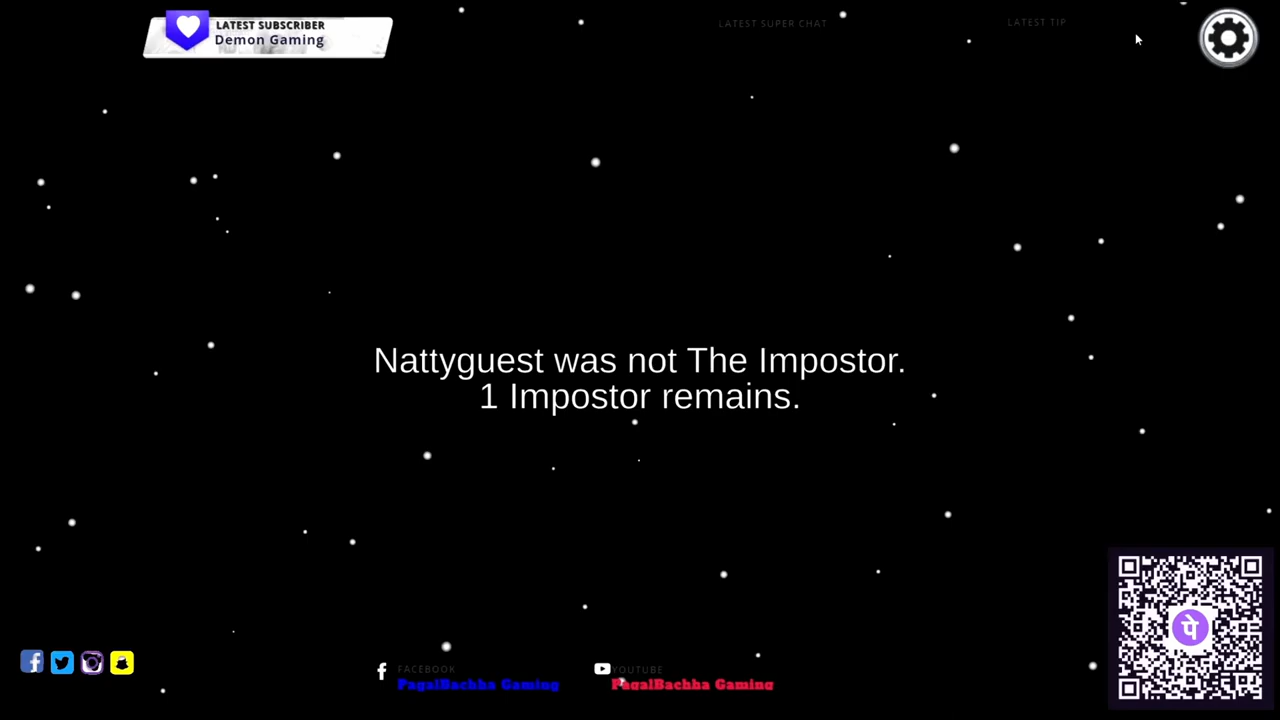 LATEST SUBSCRIBER
Demon Gaming
LATEST SUPER CHAT
LATEST TIP
Nattyguest was not The Impostor.
1 Impostor remains.
FACEBOOK
PagalBachha Gaming
YOUTUBE
PagalBachha Gaming
पे